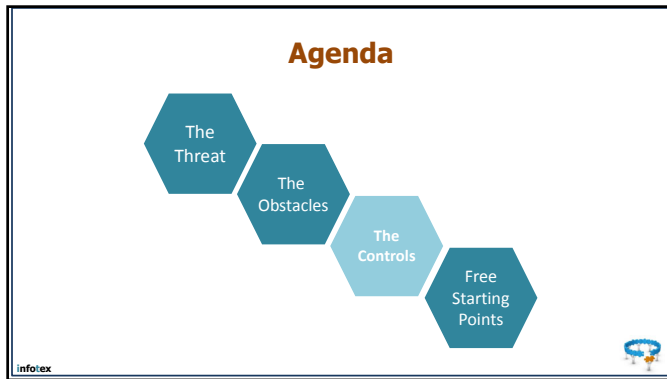 Agenda
The
Threat
The
Obstacles
The
Controls
Free
Starting
Points
infotex